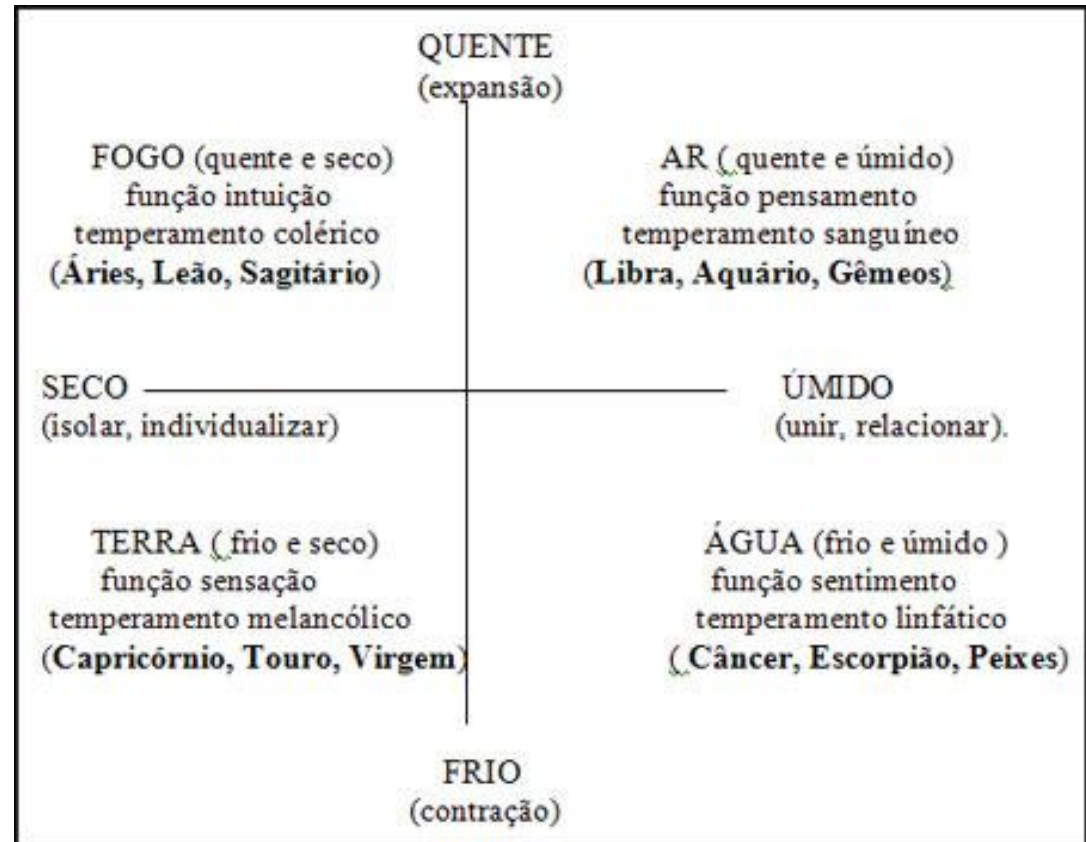 QUENTE
(expansão)
FOGO (quente e seco)
função intuição
temperamento colérico
(Áries, Leão, Sagitário)
AR ( quente e úmido)
função pensamento
temperamento sanguíneo
(Libra, Aquário, Gêmeos)
SECO
(isolar, individualizar)
ÚMIDO
(unir, relacionar).
TERRA ( frio e seco)
função sensação
temperamento melancólico
(Capricórnio, Touro, Virgem)
ÁGUA (frio e úmido )
função sentimento
temperamento linfático
( Câncer, Escorpião, Peixes)
FRIO
(contração)